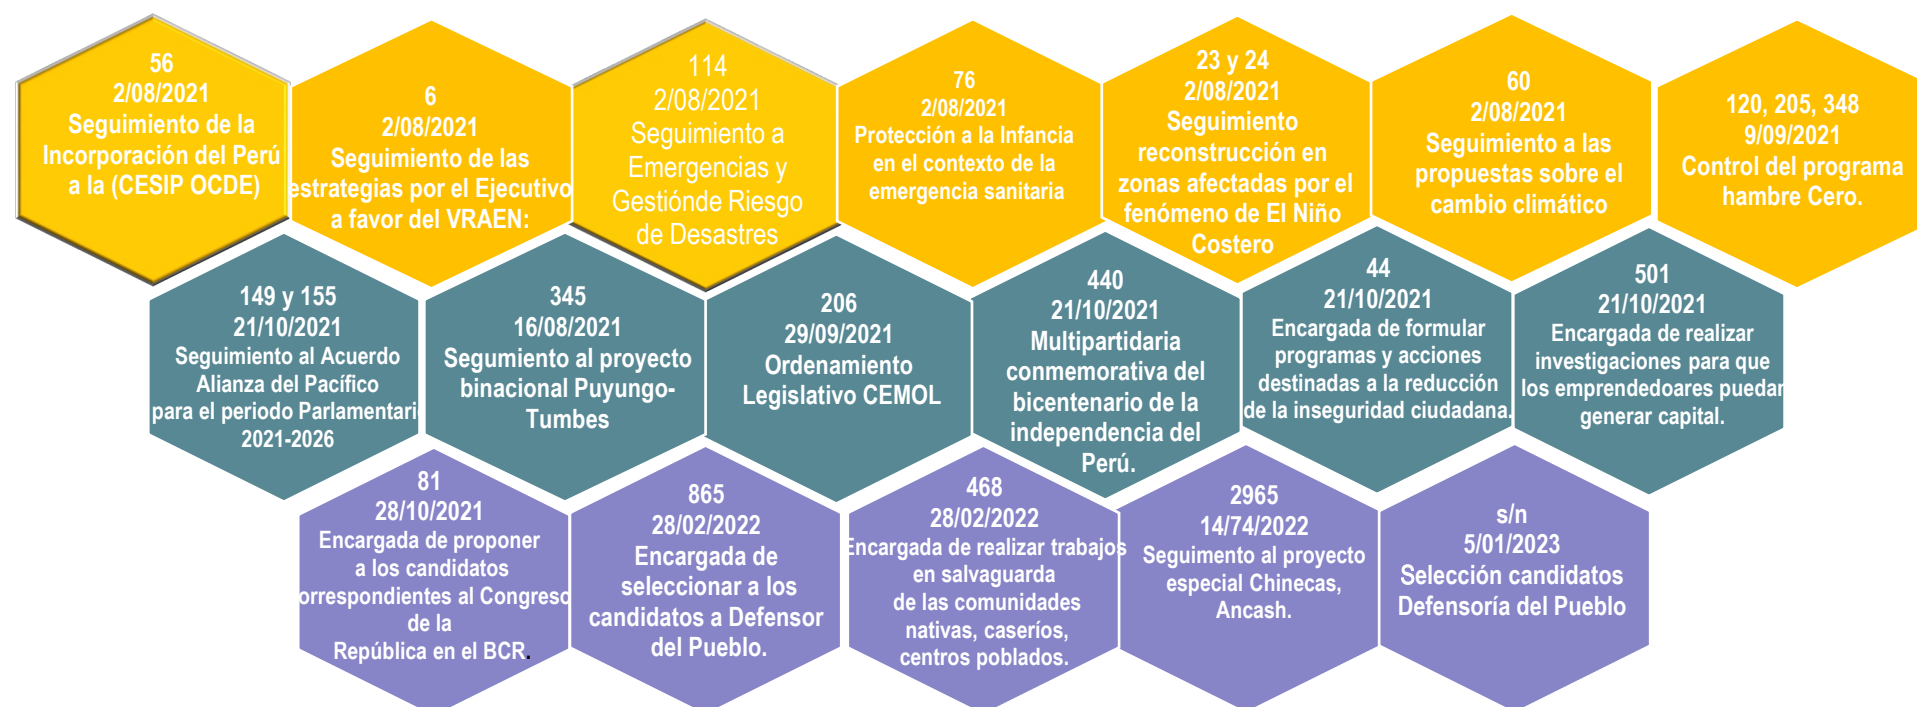 56
2/08/2021
Seguimiento de la
Incorporación del Perú
a la (CESIP OCDE)
6
2/08/2021
Seguimiento de las
estrategias por el Ejecutivo
a favor del VRAEN:
114
2/08/2021
Seguimiento a
Emergencias y
Gestiónde Riesgo
de Desastres
76
2/08/2021
Protección a la Infancia
en el contexto de la
emergencia sanitaria
23 y 24
2/08/2021
Seguimiento
reconstrucción en
zonas afectadas por el
fenómeno de El Niño
Costero
60
2/08/2021
Seguimiento a las
propuestas sobre el
cambio climático
120, 205, 348
9/09/2021
Control del programa
hambre Cero.
149 y 155
21/10/2021
Seguimiento al Acuerdo
Alianza del Pacífico
para el periodo Parlamentari
2021-2026
345
16/08/2021
Segumiento al proyecto
binacional Puyungo-
Tumbes
206
29/09/2021
Ordenamiento
Legislativo CEMOL
440
21/10/2021
Multipartidaria
conmemorativa del
bicentenario de la
independencia del
Perú.
44
21/10/2021
Encargada de formular
programas y acciones
destinadas a la reducción
de la inseguridad ciudadana.
501
21/10/2021
Encargada de realizar
investigaciones para que
los emprendedoares puedan
generar capital.
81
28/10/2021
Encargada de proponer
a los candidatos
orrespondientes al Congreso
de la
República en el BCR.
865
28/02/2022
Encargada de
seleccionar a los
candidatos a Defensor
del Pueblo.
468
28/02/2022
Encargada de realizar trabajos
en salvaguarda
de las comunidades
nativas, caseríos,
centros poblados.
2965
14/74/2022
Seguimento al proyecto
especial Chinecas,
Ancash.
s/n
5/01/2023
Selección candidatos
Defensoría del Pueblo